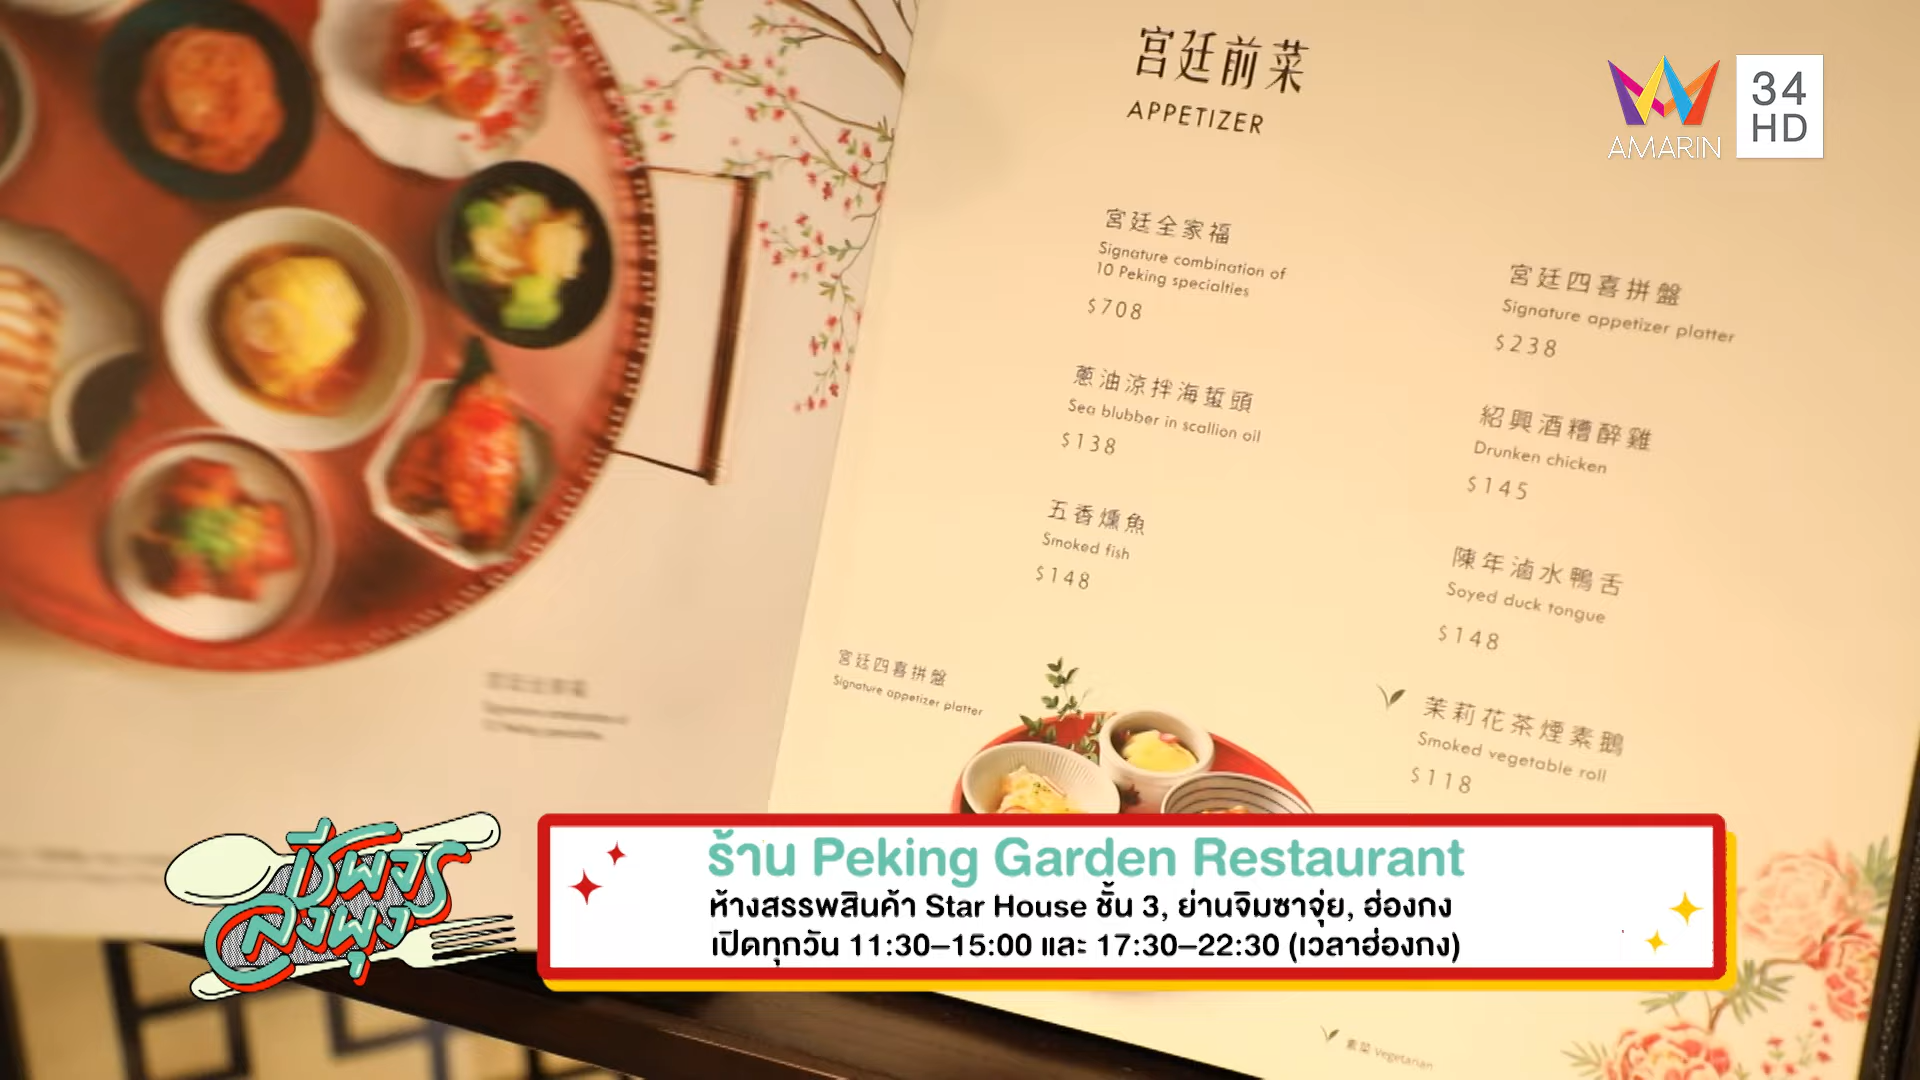 宮廷前菜
APPETIZER
宮廷全家福
Signature combination of
10 Peking specialties
$708
蔥油涼拌海蜇頭
Sea blubber in scallion oil
$138
五香燻魚
Smoked fish
$148
宮廷四喜拼盤
Signature appetizer platter
$238
紹興酒糟醉雞
Drunken chicken
$145
陳年滷水鴨舌
Soyed duck tongue
$148
茉莉花茶煙素鵝
Smoked vegetable roll
$118
宮廷四喜拼盤
Signature appetizer platter
素菜 Vegetarian
AMARIN
34
HD
ชีพจร
ลงพุง
ร้าน Peking Garden Restaurant
ห้างสรรพสินค้า Star House ชั้น 3, ย่านจิมซาจุ่ย, ฮ่องกง
เปิดทุกวัน 11:30–15:00 และ 17:30–22:30 (เวลาฮ่องกง)